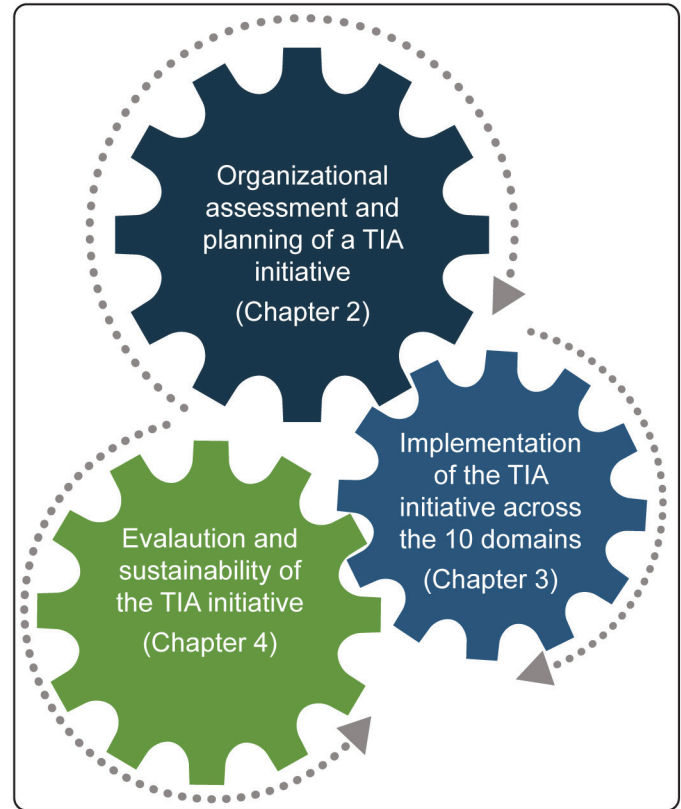 Organizational
assessment and
planning of a TIA
initiative
(Chapter 2)
Implementation
of the TIA
initiative across
the 10 domains
(Chapter 3)
Evalaution and
sustainability of
the TIA initiative
(Chapter 4)